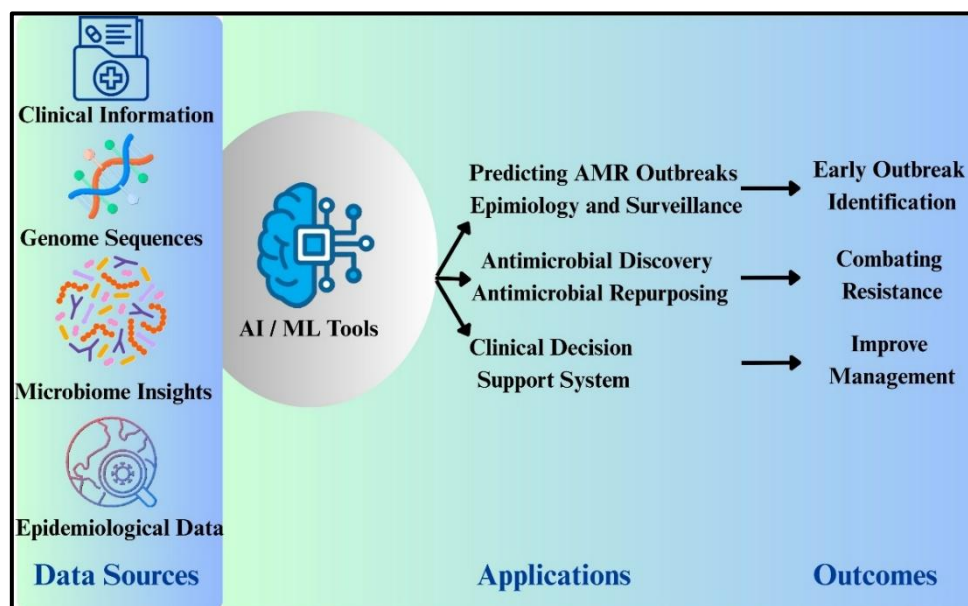 Clinical Information
Genome Sequences
Microbiome Insights
Epidemiological Data
Data Sources
AI / ML Tools
Predicting AMR Outbreaks
Epimiology and Surveillance
Antimicrobial Discovery
Antimicrobial Repurposing
Clinical Decision
Support System
Applications
Early Outbreak
Identification
Combating
Resistance
Improve
Management
Outcomes